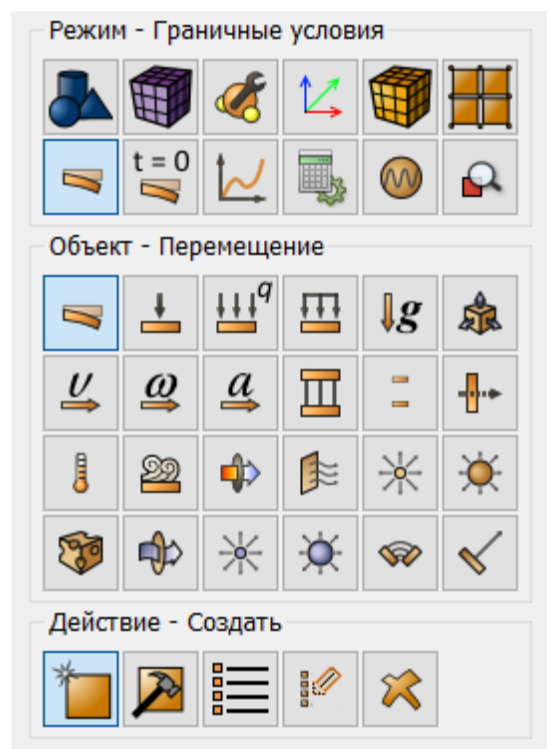 Режим - Граничные условия
t = 0
Объект - Перемещение
q
g
υ ω a
Действие - Создать